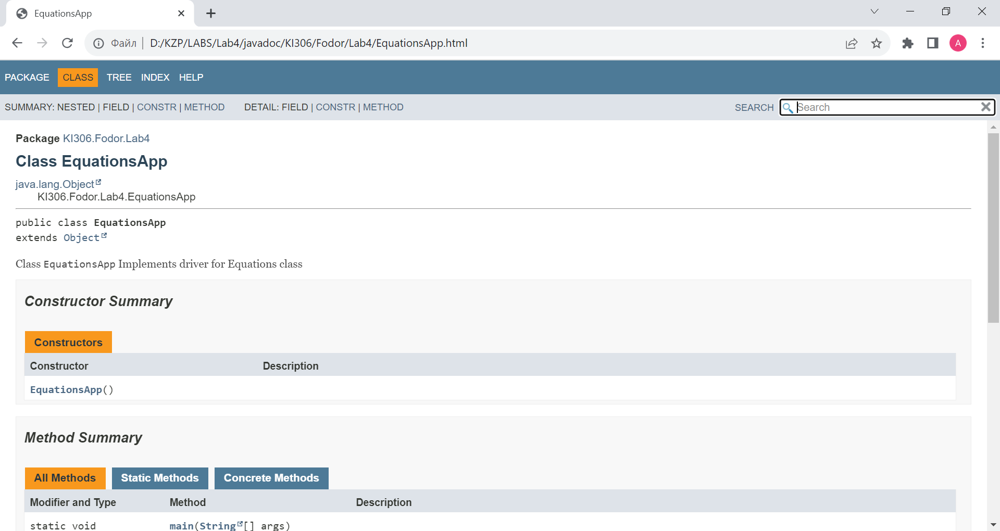 EquationsApp
Файл | D:/KZP/LABS/Lab4/javadoc/KI306/Fodor/Lab4/EquationsApp.html
A
PACKAGE CLASS TREE INDEX HELP
SUMMARY: NESTED | FIELD | CONSTR | METHOD DETAIL: FIELD | CONSTR | METHOD SEARCH Search
Package KI306.Fodor.Lab4
Class EquationsApp
java.lang.Object
KI306.Fodor.Lab4.EquationsApp
public class EquationsApp
extends Object
Class EquationsApp Implements driver for Equations class
Constructor Summary
Constructors
Constructor Description
EquationsApp()
Method Summary
All Methods Static Methods Concrete Methods
Modifier and Type Method Description
static void main(String[] args)